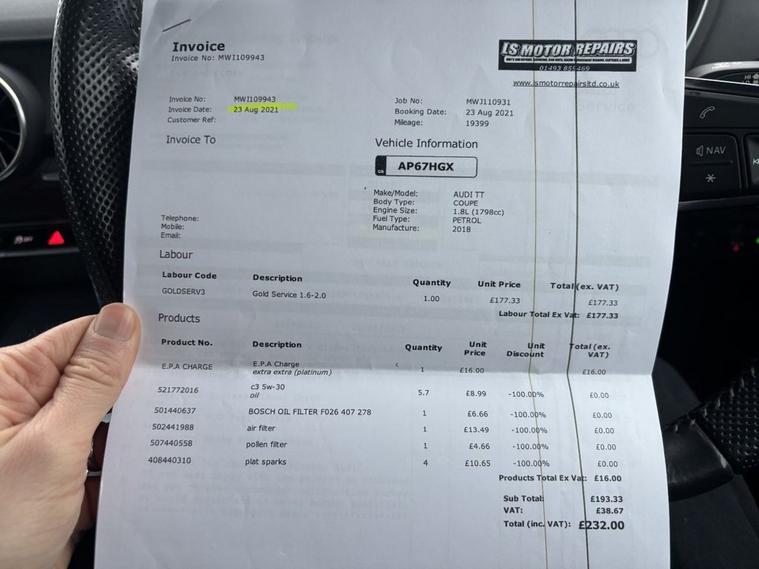 Invoice
Invoice No: MWI109943
LS MOTOR REPAIRS
01493 859469
www.lsmotorrepairsltd.co.uk
Invoice No: MWI109943
Invoice Date: 23 Aug 2021
Customer Ref:
Job No: MWJ110931
Booking Date: 23 Aug 2021
Mileage: 19399
Invoice To
Vehicle Information
GB AP67HGX
Make/Model: AUDI TT
Body Type: COUPE
Engine Size: 1.8L (1798cc)
Fuel Type: PETROL
Manufacture: 2018
Telephone:
Mobile:
Email:
Labour
Labour Code Description Quantity Unit Price Total (ex. VAT)
GOLDSERV3 Gold Service 1.6-2.0 1.00 £177.33 £177.33
Labour Total Ex Vat: £177.33
Products
Product No. Description Quantity Unit Price Unit Discount Total (ex. VAT)
E.P.A CHARGE E.P.A Charge 1 £16.00 £16.00
extra extra (platinum)
521772016 c3 5w-30 5.7 £8.99 -100.00% £0.00
oil
501440637 BOSCH OIL FILTER F026 407 278 1 £6.66 -100.00% £0.00
502441988 air filter 1 £13.49 -100.00% £0.00
507440558 pollen filter 1 £4.66 -100.00% £0.00
408440310 plat sparks 4 £10.65 -100.00% £0.00
Products Total Ex Vat: £16.00
Sub Total: £193.33
VAT: £38.67
Total (inc. VAT): £232.00
NAV